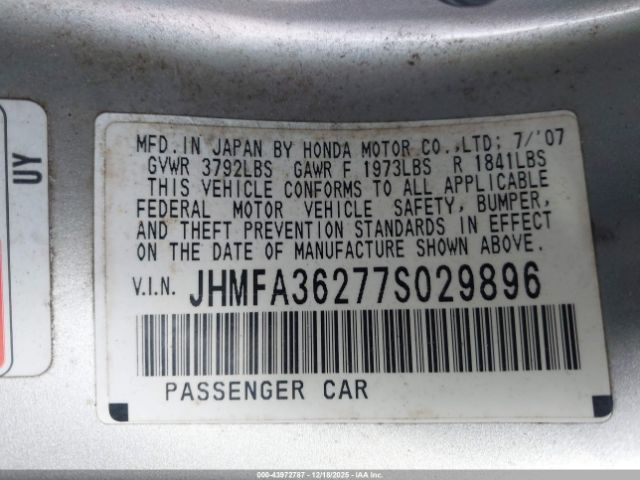 MFD. IN JAPAN BY HONDA MOTOR CO.,LTD; 7/'07
GVWR 3792LBS GAWR F 1973LBS R 1841LBS
THIS VEHICLE CONFORMS TO ALL APPLICABLE
FEDERAL MOTOR VEHICLE SAFETY, BUMPER,
AND THEFT PREVENTION STANDARDS IN EFFECT
ON THE DATE OF MANUFACTURE SHOWN ABOVE.
V.I.N. JHMFA36277S029896
PASSENGER CAR
UY
000-43972787 - 12/18/2025 - IAAI.COM